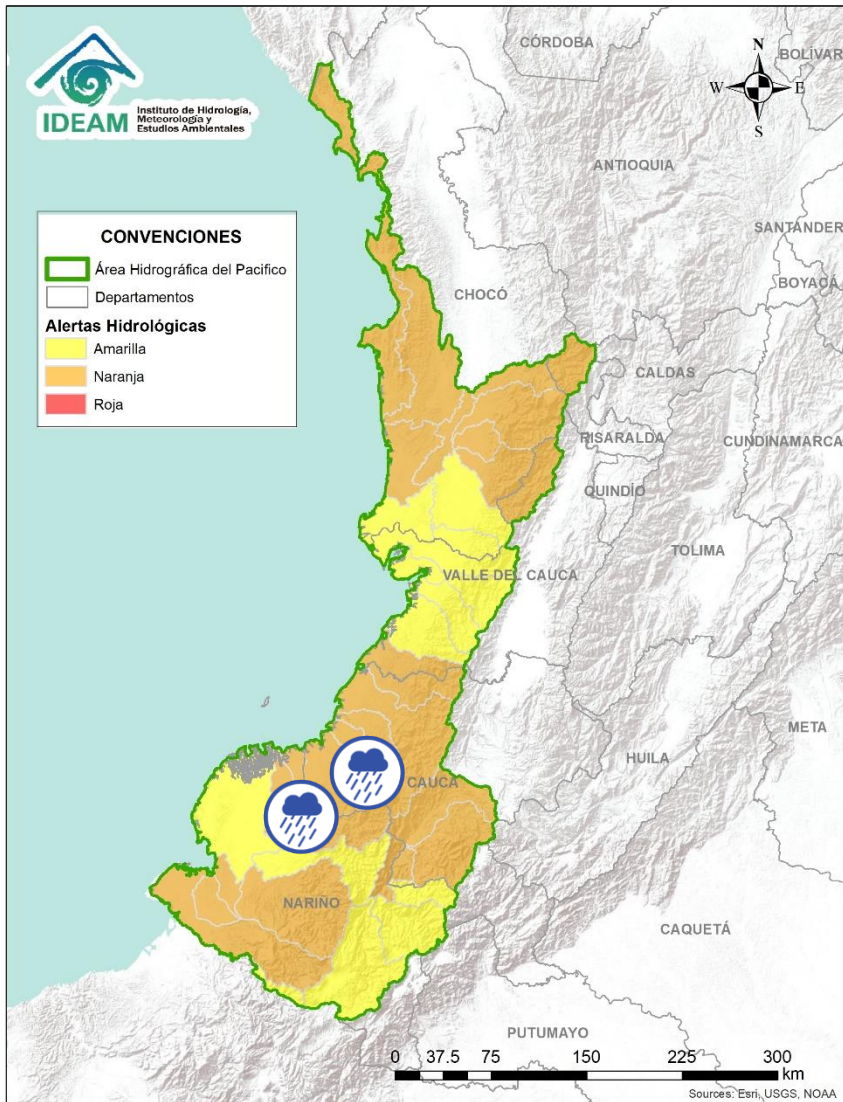 IDEAM
Instituto de Hidrología,
Meteorología y
Estudios Ambientales
CÓRDOBA
BOLÍVAR
N
W
E
S
ANTIOQUIA
SANTANDER
BOYACÁ
CONVENCIONES
Área Hidrográfica del Pacifico
Departamentos
Alertas Hidrológicas
Amarilla
Naranja
Roja
CHOCÓ
CALDAS
RISARALDA
CUNDINAMARCA
QUINDÍO
TOLIMA
VALLE DEL CAUCA
META
HUILA
CAUCA
NARIÑO
CAQUETÁ
PUTUMAYO
0 37.5 75 150 225 300
km
Sources: Esri, USGS, NOAA